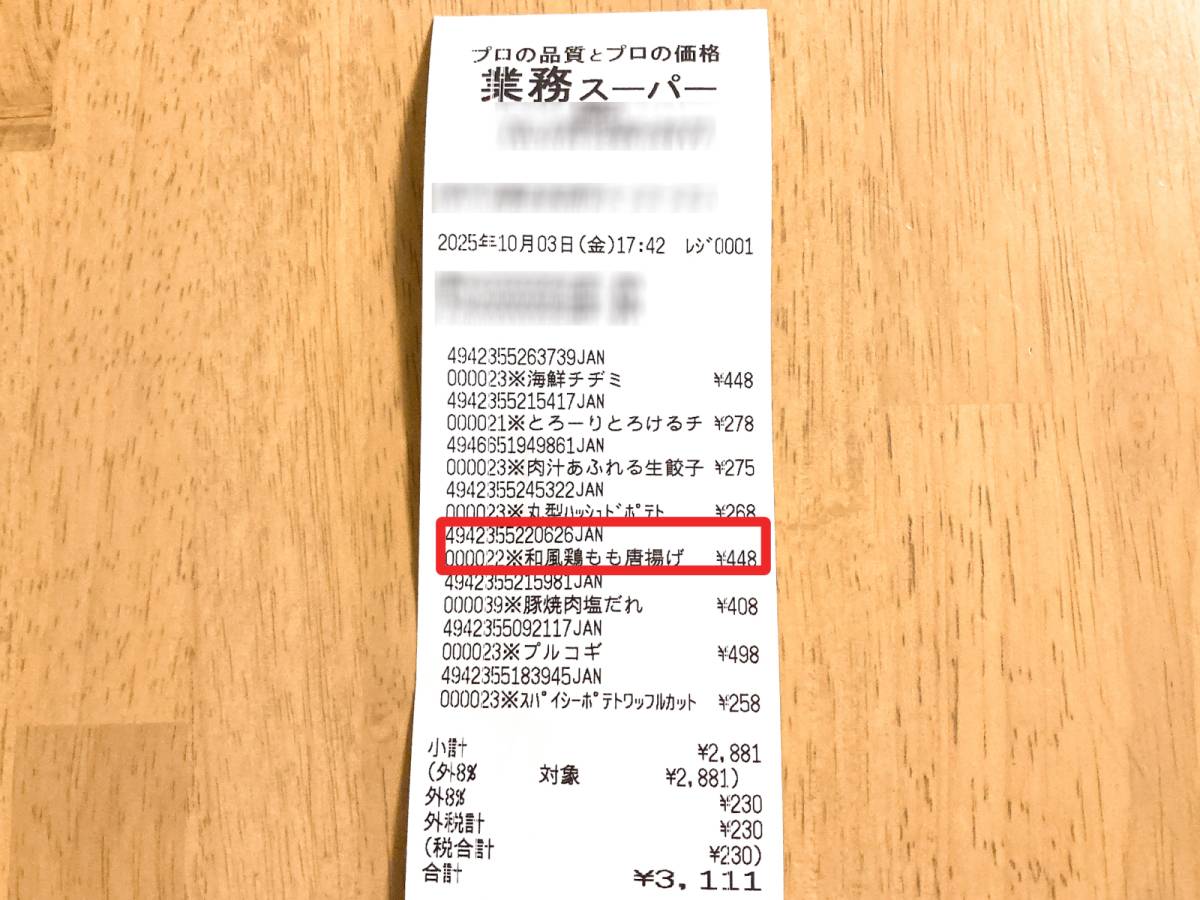 プロの品質とプロの価格
業務スーパー
2025年10月03日(金)17:42 ﾚｼﾞ0001
4942355263739JAN
000023※海鮮チヂミ ¥448
4942355215417JAN
000021※とろーりとろけるチ ¥278
4946651949861JAN
000023※肉汁あふれる生餃子 ¥275
4942355245322JAN
000023※丸型ﾊｯｼｭﾄﾞﾎﾟﾃﾄ ¥268
4942355220626JAN
000022※和風鶏もも唐揚げ ¥448
4942355215981JAN
000039※豚焼肉塩だれ ¥408
4942355092117JAN
000023※プルコギ ¥498
4942355183945JAN
000023※ｽﾊﾟｲｼｰﾎﾟﾃﾄﾜｯﾌﾙｶｯﾄ ¥258
小計 ¥2,881
(外8% 対象 ¥2,881)
外8% ¥230
外税計 ¥230
(税合計 ¥230)
合計 ¥3,111